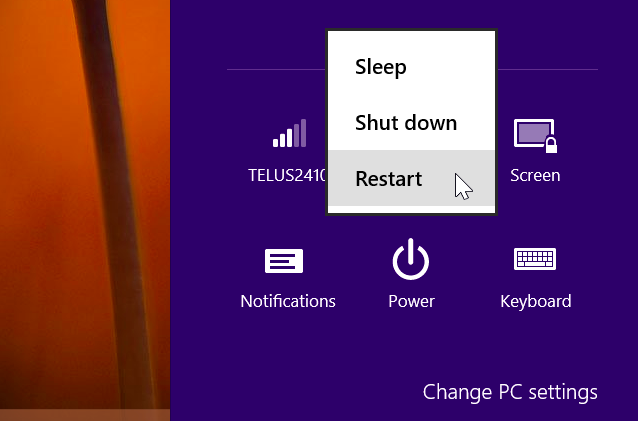 Sleep
Shut down
Restart
TELUS2410
Screen
Notifications
Power
Keyboard
Change PC settings